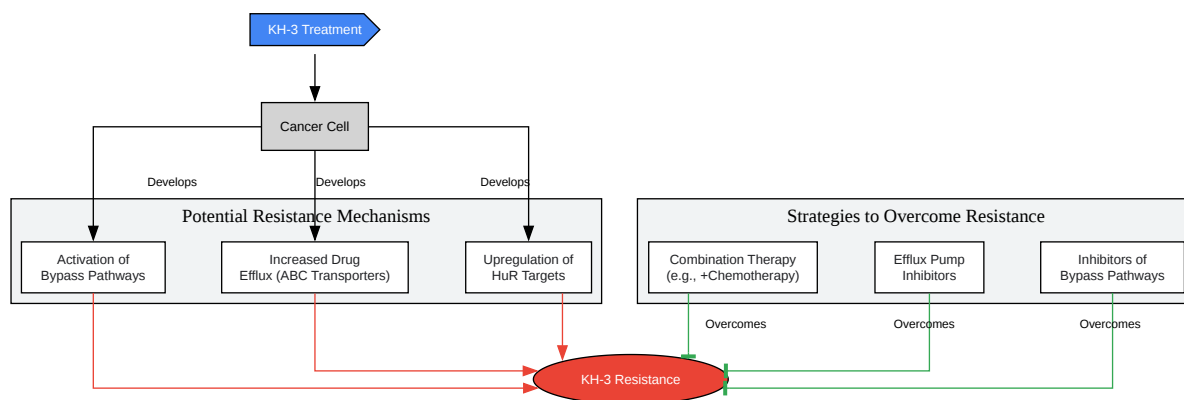 KH-3 Treatment
Cancer Cell
Develops
Develops
Develops
Potential Resistance Mechanisms
Activation of
Bypass Pathways
Increased Drug
Efflux (ABC Transporters)
Upregulation of
HuR Targets
Strategies to Overcome Resistance
Combination Therapy
(e.g., +Chemotherapy)
Efflux Pump
Inhibitors
Inhibitors of
Bypass Pathways
Overcomes
Overcomes
Overcomes
KH-3 Resistance